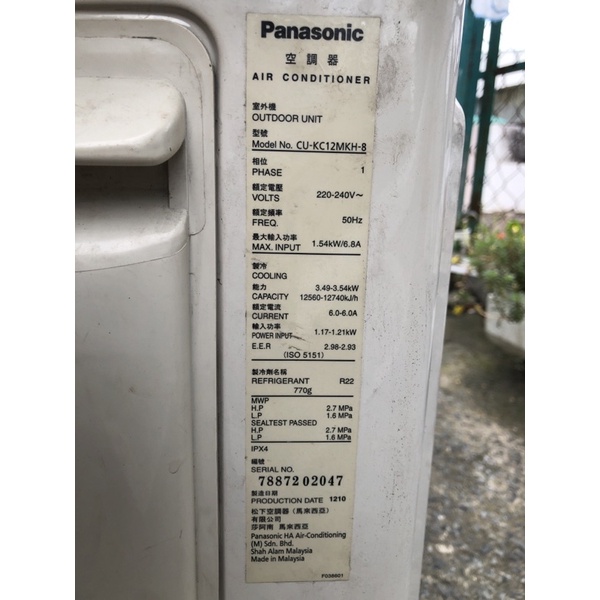 Panasonic
空調器
AIR CONDITIONER
室外機
OUTDOOR UNIT
型號
Model No. CU-KC12MKH-8
相位
PHASE 1
額定電壓
VOLTS 220-240V~
額定頻率
FREQ. 50Hz
最大輸入功率
MAX. INPUT 1.54kW/6.8A
製冷
COOLING
能力 3.49-3.54kW
CAPACITY 12560-12740kJ/h
額定電流
CURRENT 6.0-6.0A
輸入功率
POWER INPUT 1.17-1.21kW
E.E.R 2.98-2.93
(ISO 5151)
製冷劑名稱
REFRIGERANT R22
770g
MWP
H.P 2.7 MPa
L.P 1.6 MPa
SEALTEST PASSED
H.P 2.7 MPa
L.P 1.6 MPa
IPX4
編號
SERIAL NO.
7887202047
製造日期
PRODUCTION DATE 1210
松下空調器（馬來西亞）
有限公司
莎阿南 馬來西亞
Panasonic HA Air-Conditioning
(M) Sdn. Bhd.
Shah Alam Malaysia
Made in Malaysia